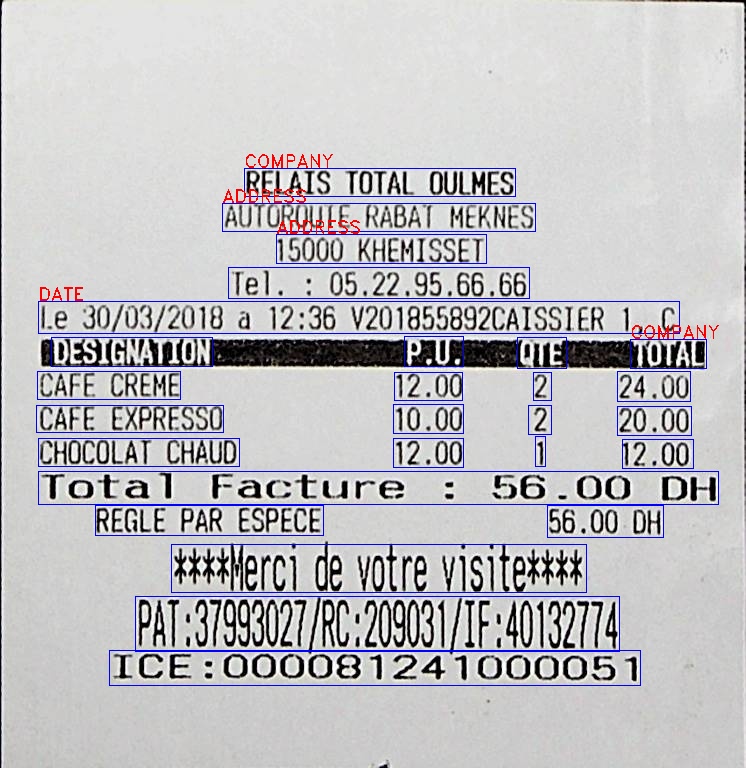 COMPANY
RELAIS TOTAL OULMES
ADDRESS
AUTOROUTE RABAT MEKNES
ADDRESS
15000 KHEMISSET
Tel. : 05.22.95.66.66
DATE
Le 30/03/2018 a 12:36 V201855892CAISSIER 1, C
COMPANY
DESIGNATION P.U. QTE TOTAL
CAFE CREME 12.00 2 24.00
CAFE EXPRESSO 10.00 2 20.00
CHOCOLAT CHAUD 12.00 1 12.00
Total Facture : 56.00 DH
REGLE PAR ESPECE 56.00 DH
****Merci de votre visite****
PAT:37993027/RC:209031/IF:40132774
ICE:000081241000051